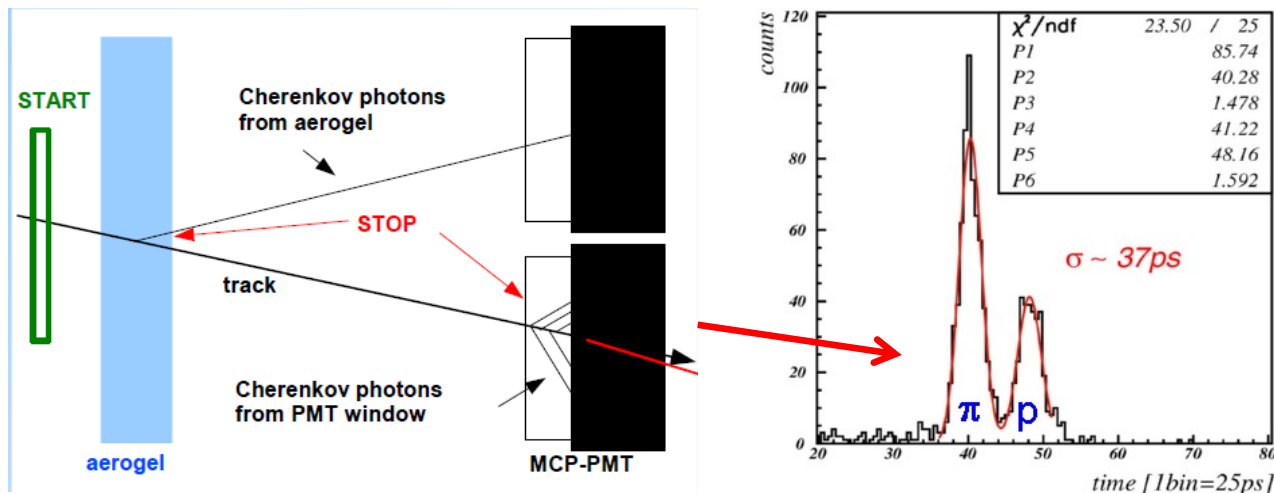 START
Cherenkov photons
from aerogel
STOP
track
Cherenkov photons
from PMT window
aerogel
MCP-PMT
counts
120
100
80
60
40
20
0
χ²/ndf 23.50 / 25
P1 85.74
P2 40.28
P3 1.478
P4 41.22
P5 48.16
P6 1.592
σ ~ 37ps
π p
20 30 40 50 60 70 80
time [1bin=25ps]